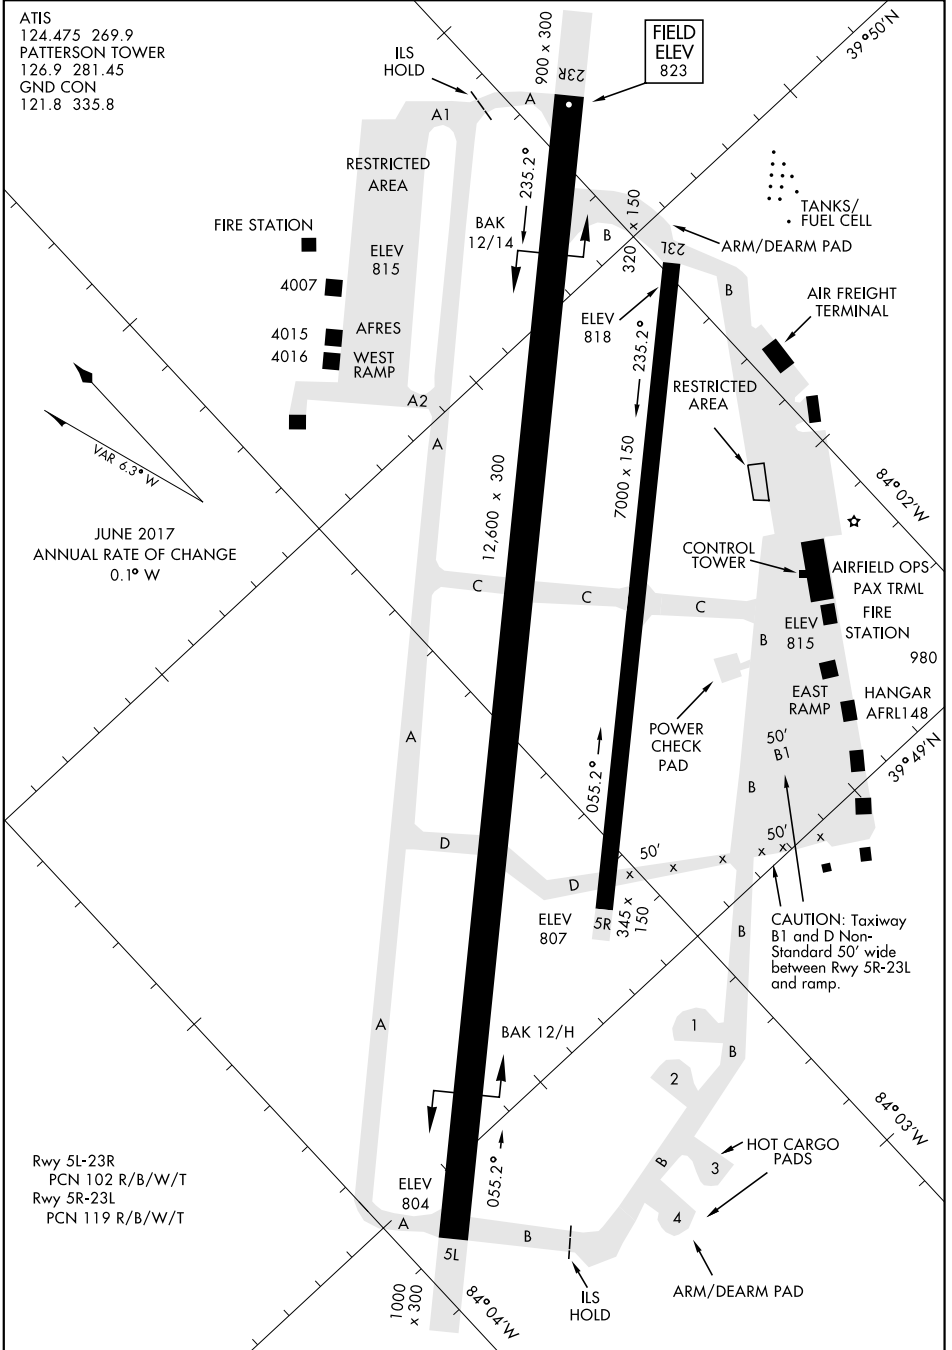 ATIS
124.475 269.9
PATTERSON TOWER
126.9 281.45
GND CON
121.8 335.8
ILS
HOLD
900 x 300
23R
FIELD
ELEV
823
39°50'N
A
A1
RESTRICTED
AREA
235.2°
BAK
12/14
B
320 x 150
23L
TANKS/
FUEL CELL
ARM/DEARM PAD
FIRE STATION
ELEV
815
4007
4015
AFRES
4016
WEST
RAMP
B
AIR FREIGHT
TERMINAL
ELEV
818
235.2°
RESTRICTED
AREA
A2
A
VAR 6.3° W
12,600 x 300
7000 x 150
84°02'W
JUNE 2017
ANNUAL RATE OF CHANGE
0.1° W
CONTROL
TOWER
AIRFIELD OPS
PAX TRML
C
C
C
ELEV
815
B
FIRE
STATION
980
EAST
RAMP
HANGAR
AFRL148
POWER
CHECK
PAD
A
50'
B1
39°49'N
055.2°
B
D
50'
50'
D
ELEV
807
5R
345 x
150
B
CAUTION: Taxiway
B1 and D Non-
Standard 50' wide
between Rwy 5R-23L
and ramp.
A
BAK 12/H
1
B
2
84°03'W
HOT CARGO
PADS
B
3
Rwy 5L-23R
PCN 102 R/B/W/T
Rwy 5R-23L
PCN 119 R/B/W/T
ELEV
804
055.2°
4
A
B
5L
1000
x 300
84°04'W
ILS
HOLD
ARM/DEARM PAD